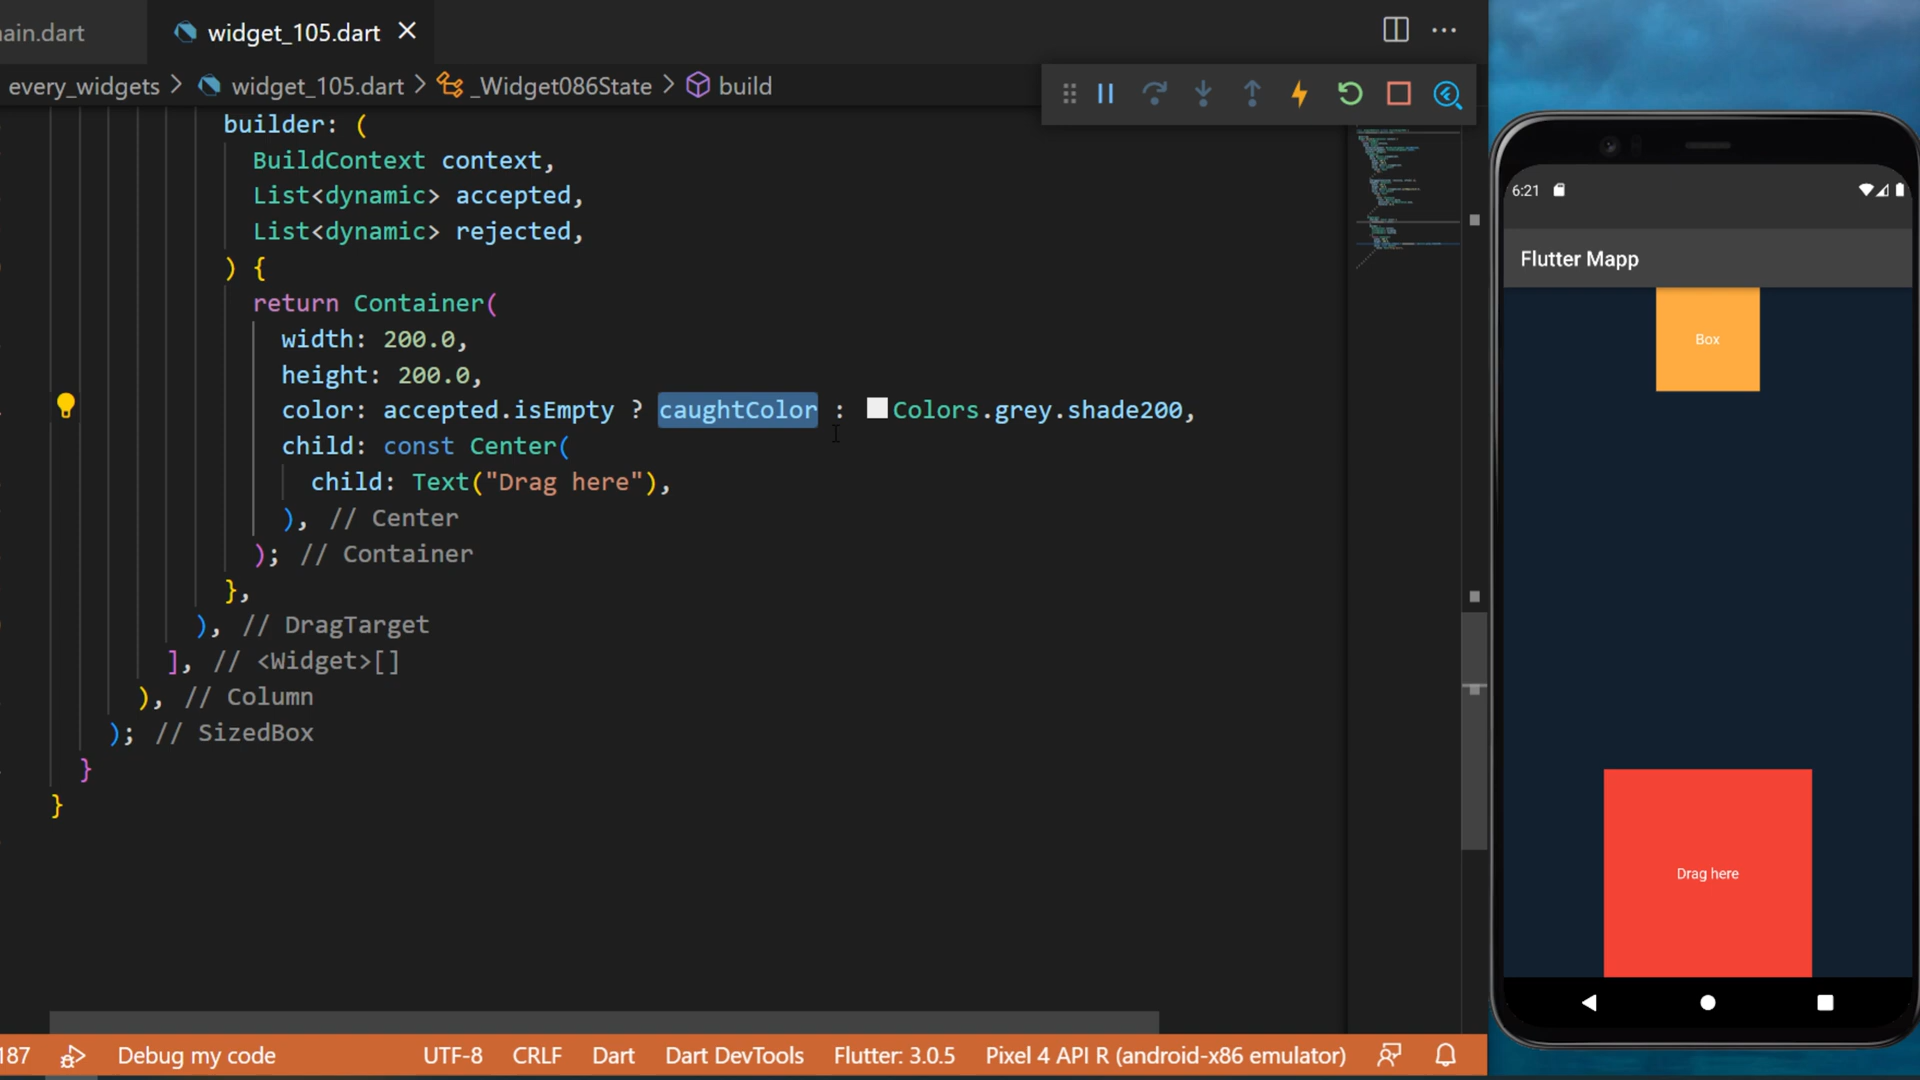 ain.dart
widget_105.dart
every_widgets > widget_105.dart > _Widget086State > build
builder: (
BuildContext context,
List<dynamic> accepted,
List<dynamic> rejected,
) {
return Container(
width: 200.0,
height: 200.0,
color: accepted.isEmpty ? caughtColor : Colors.grey.shade200,
child: const Center(
child: Text("Drag here"),
), // Center
); // Container
},
), // DragTarget
], // <Widget>[]
), // Column
); // SizedBox
}
}
187
Debug my code
UTF-8
CRLF
Dart
Dart DevTools
Flutter: 3.0.5
Pixel 4 API R (android-x86 emulator)
6:21
Flutter Mapp
Box
Drag here